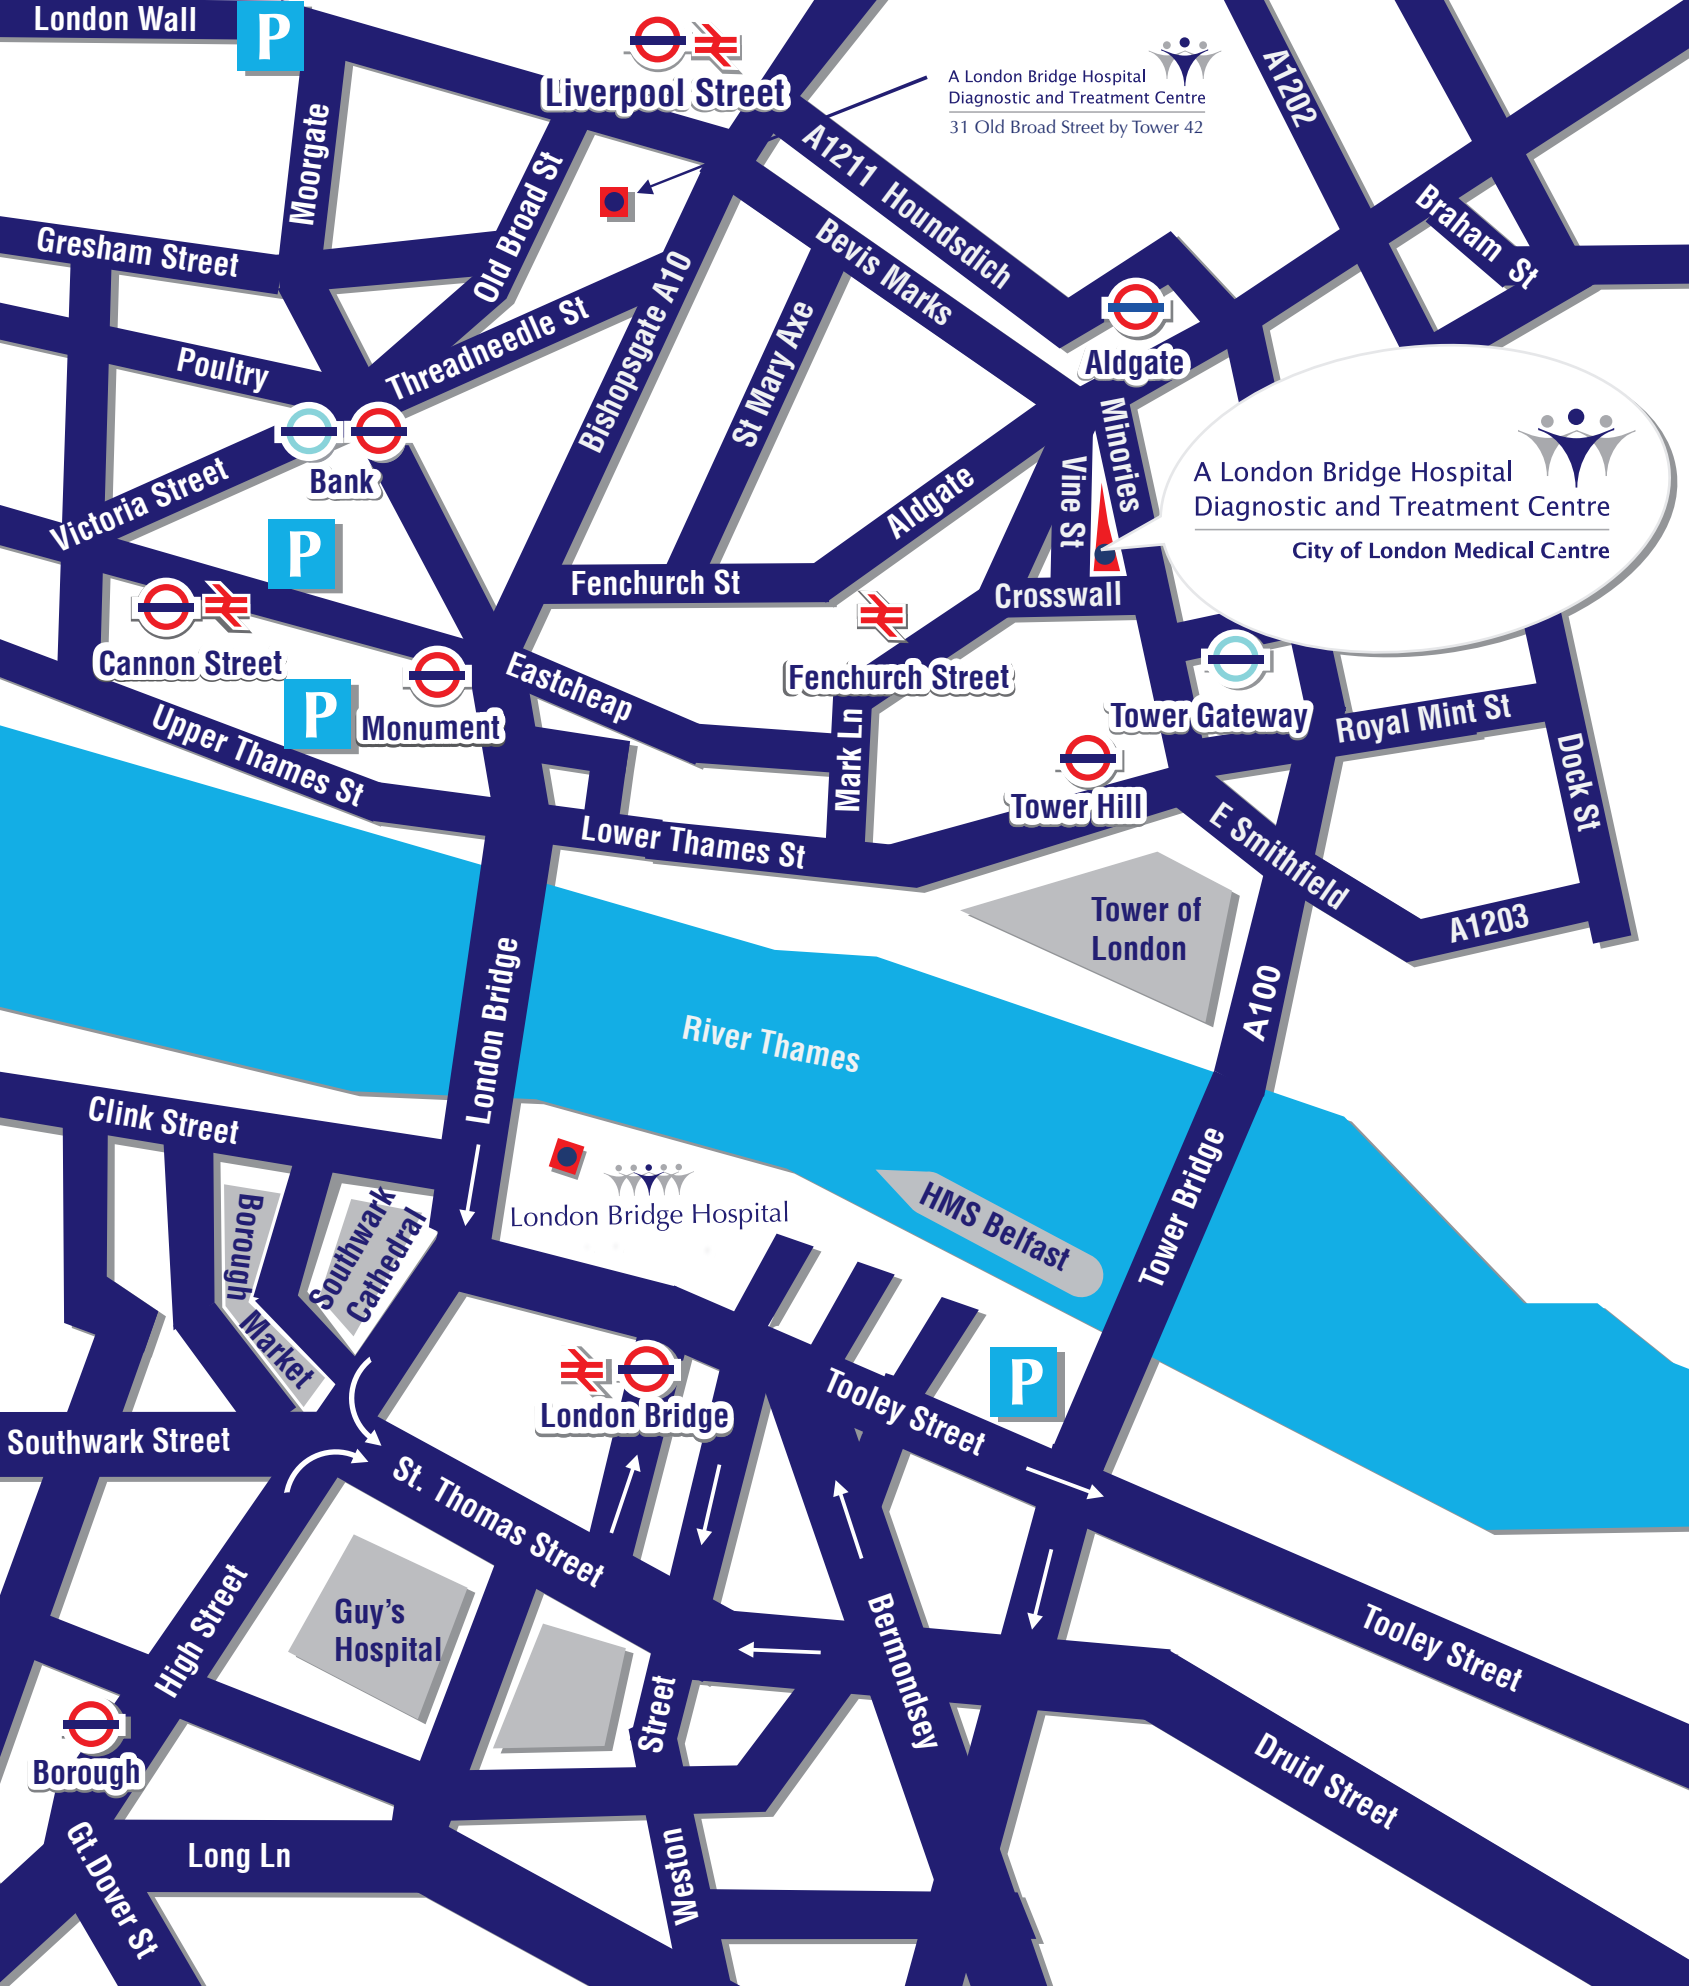 London Wall
P
Liverpool Street
A London Bridge Hospital
Diagnostic and Treatment Centre
31 Old Broad Street by Tower 42
A1202
Moorgate
Old Broad St
A1211 Houndsdich
Braham St
Gresham Street
Bevis Marks
Bishopsgate A10
St Mary Axe
Threadneedle St
Poultry
Aldgate
Minories
Vine St
Bank
Victoria Street
Aldgate
A London Bridge Hospital
Diagnostic and Treatment Centre
City of London Medical Centre
P
Fenchurch St
Crosswall
Cannon Street
Eastcheap
Fenchurch Street
P
Monument
Upper Thames St
Mark Ln
Tower Gateway
Royal Mint St
Dock St
Tower Hill
Lower Thames St
E Smithfield
Tower of
London
A1203
A100
London Bridge
River Thames
Clink Street
Tower Bridge
London Bridge Hospital
HMS Belfast
Borough
Market
Southwark
Cathedral
P
London Bridge
Tooley Street
Southwark Street
St. Thomas Street
High Street
Guy's
Hospital
Bermondsey
Tooley Street
Street
Borough
Druid Street
Gt.Dover St
Long Ln
Weston